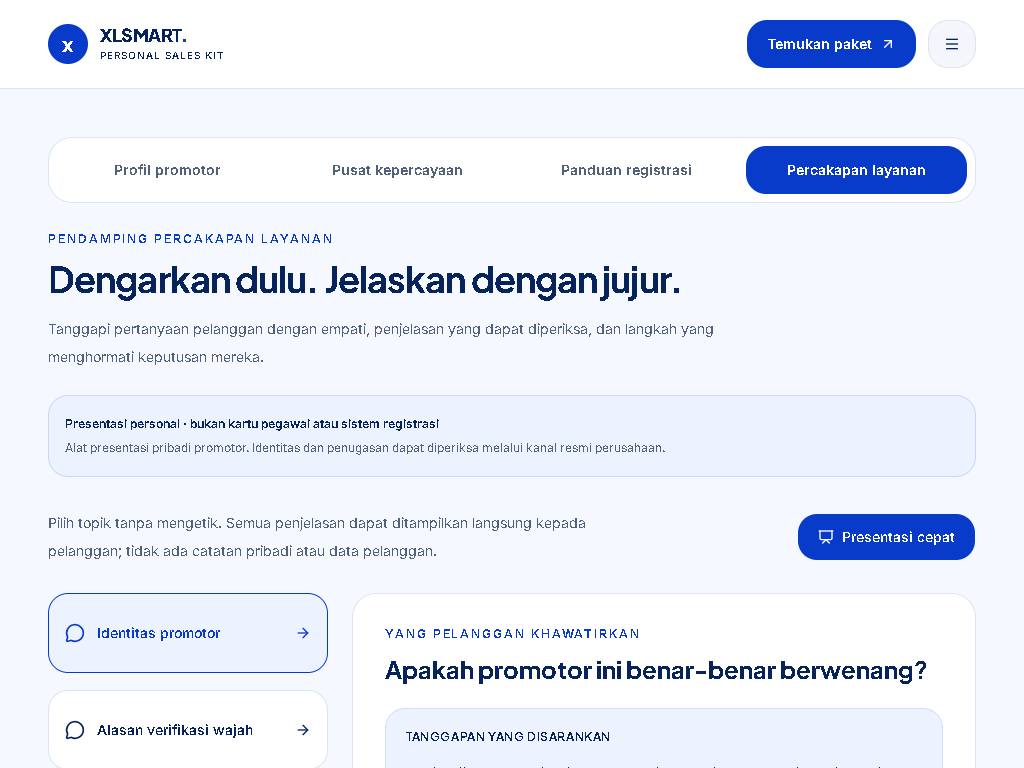 x
XLSMART.
PERSONAL SALES KIT
Temukan paket
Profil promotor
Pusat kepercayaan
Panduan registrasi
Percakapan layanan
PENDAMPING PERCAKAPAN LAYANAN
Dengarkan dulu. Jelaskan dengan jujur.
Tanggapi pertanyaan pelanggan dengan empati, penjelasan yang dapat diperiksa, dan langkah yang
menghormati keputusan mereka.
Presentasi personal · bukan kartu pegawai atau sistem registrasi
Alat presentasi pribadi promotor. Identitas dan penugasan dapat diperiksa melalui kanal resmi perusahaan.
Pilih topik tanpa mengetik. Semua penjelasan dapat ditampilkan langsung kepada
pelanggan; tidak ada catatan pribadi atau data pelanggan.
Presentasi cepat
Identitas promotor
Alasan verifikasi wajah
YANG PELANGGAN KHAWATIRKAN
Apakah promotor ini benar-benar berwenang?
TANGGAPAN YANG DISARANKAN